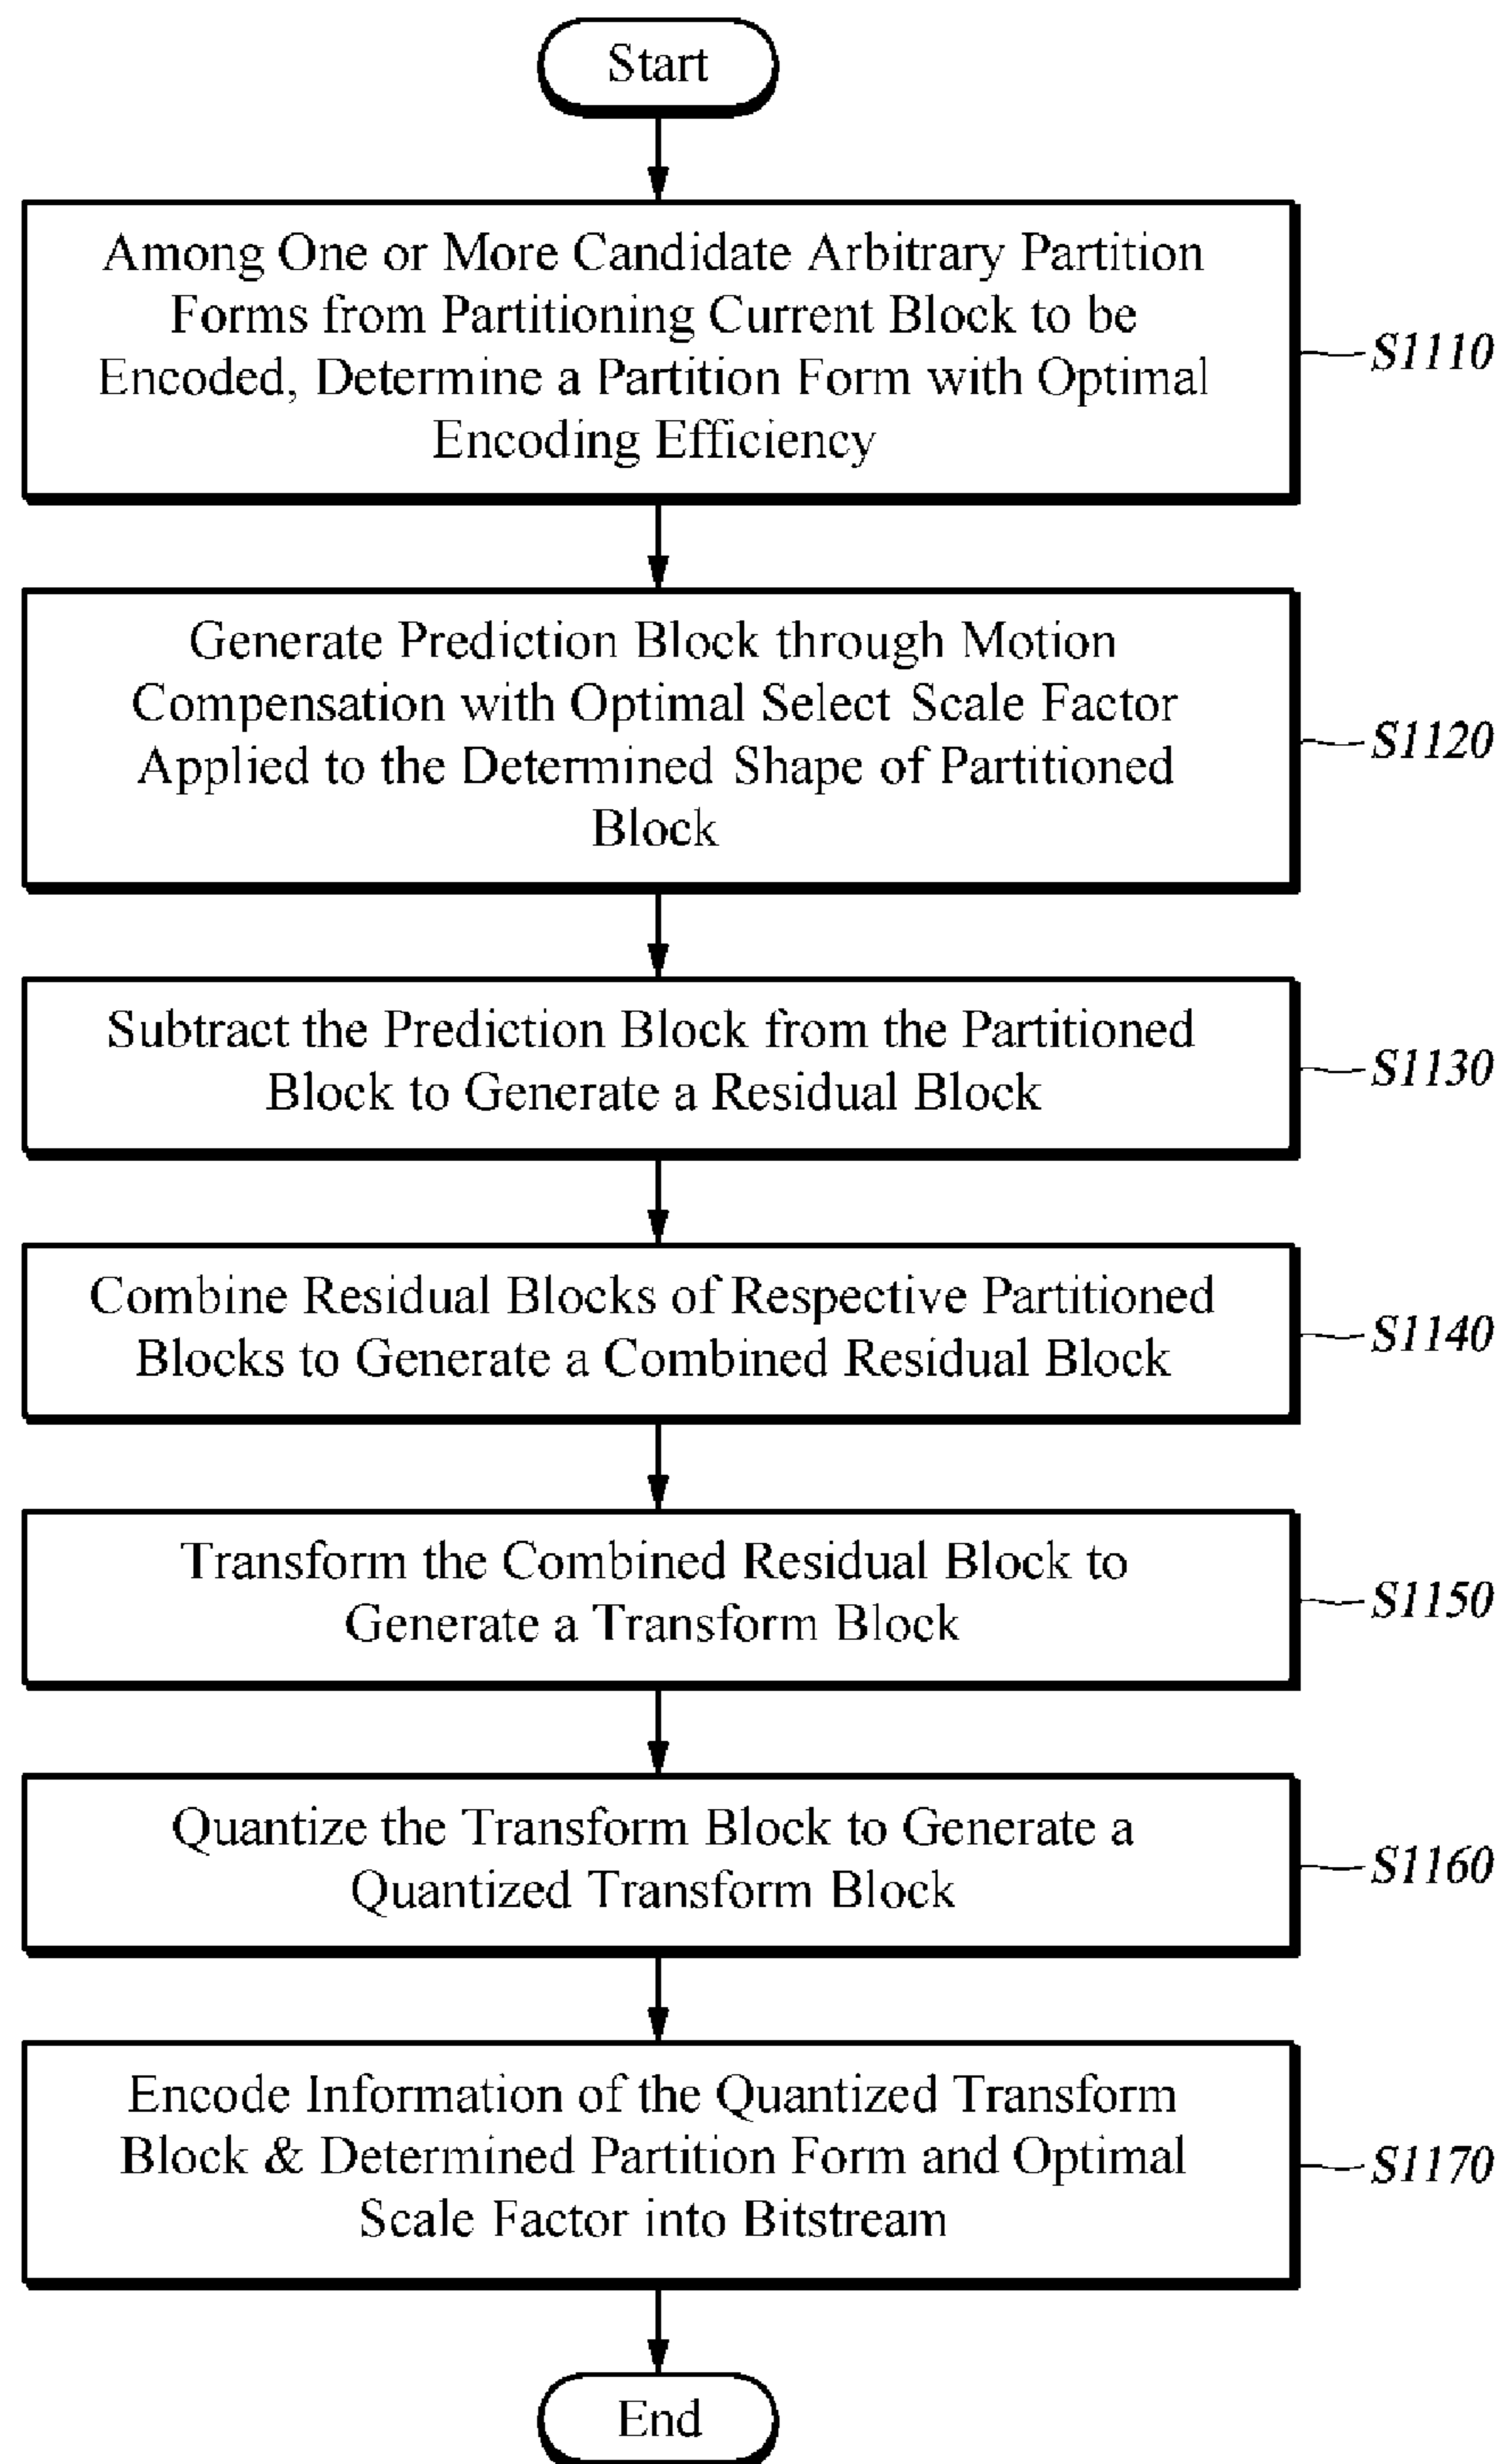 Start
Among One or More Candidate Arbitrary Partition
Forms from Partitioning Current Block to be
Encoded, Determine a Partition Form with Optimal
Encoding Efficiency
S1110
Generate Prediction Block through Motion
Compensation with Optimal Select Scale Factor
Applied to the Determined Shape of Partitioned
Block
S1120
Subtract the Prediction Block from the Partitioned
Block to Generate a Residual Block
S1130
Combine Residual Blocks of Respective Partitioned
Blocks to Generate a Combined Residual Block
S1140
Transform the Combined Residual Block to
Generate a Transform Block
S1150
Quantize the Transform Block to Generate a
Quantized Transform Block
S1160
Encode Information of the Quantized Transform
Block & Determined Partition Form and Optimal
Scale Factor into Bitstream
S1170
End